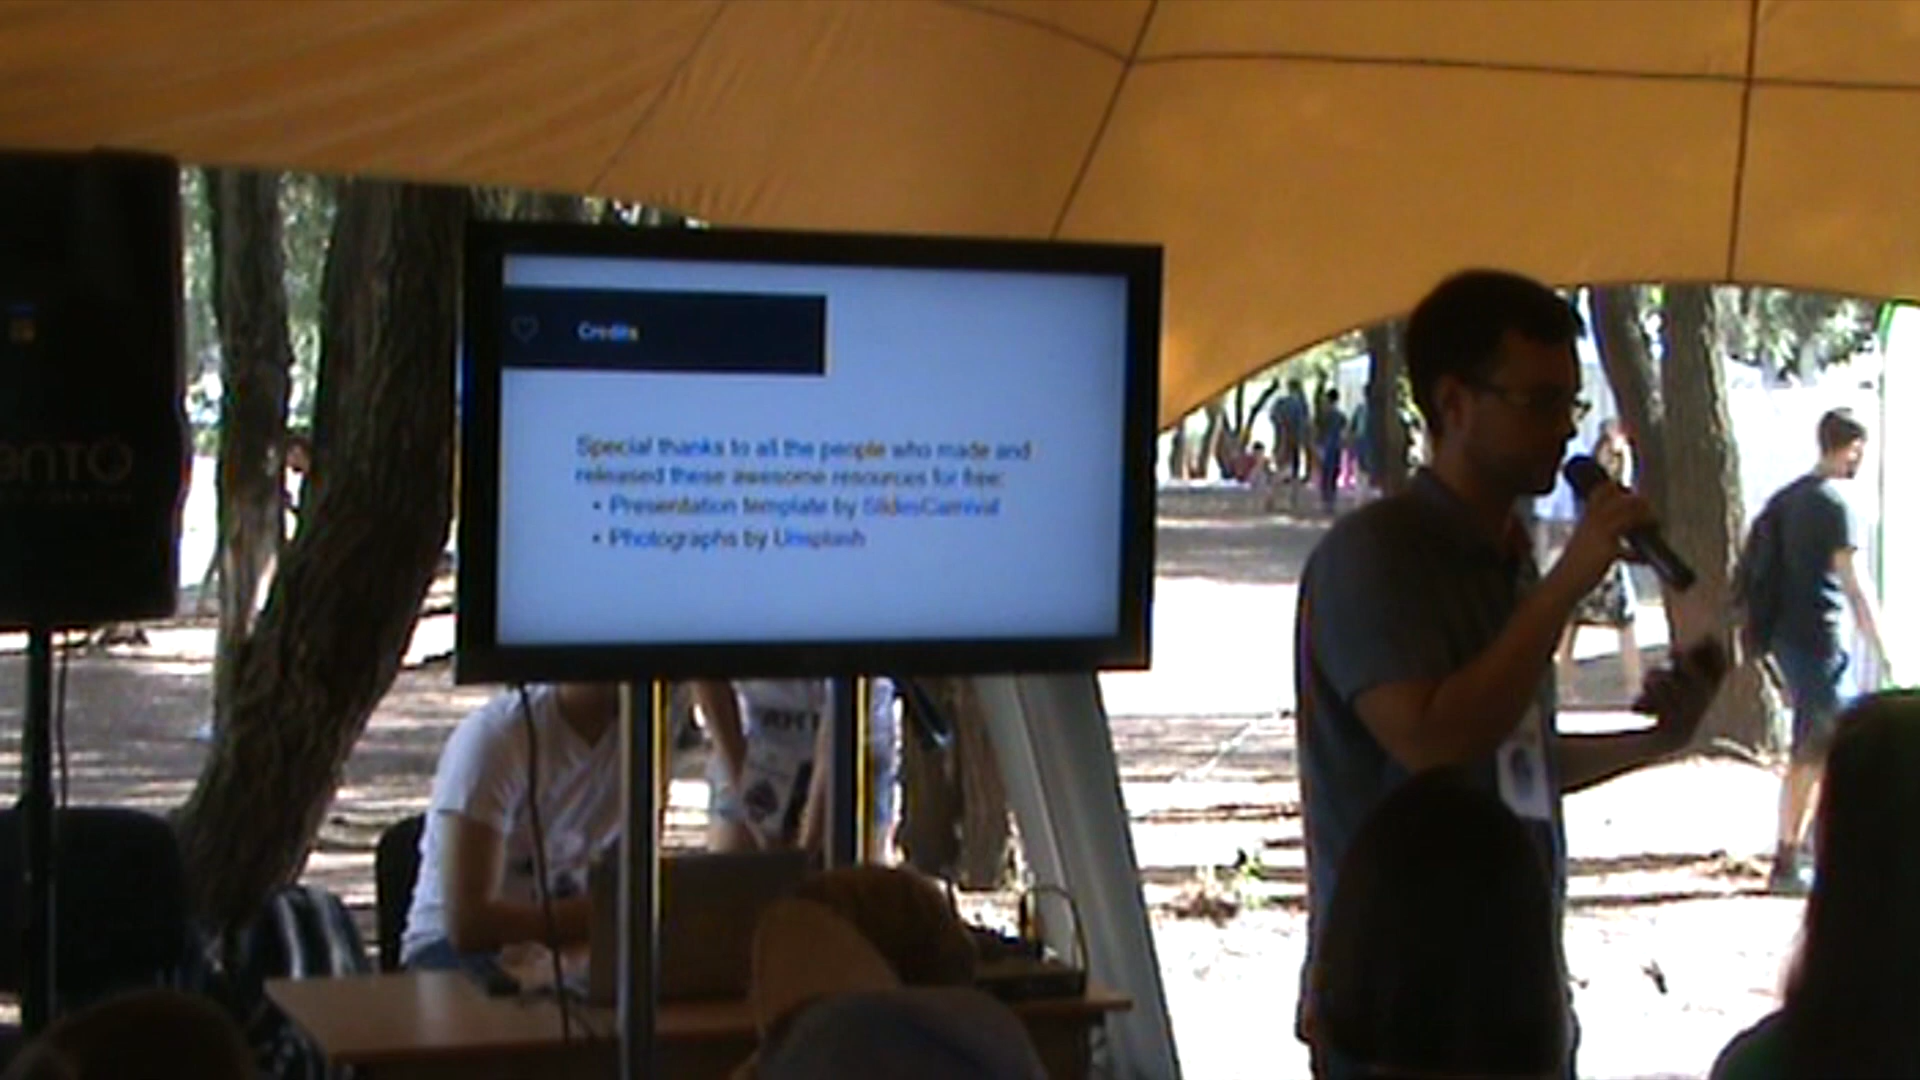 Credits
Special thanks to all the people who made and
released these awesome resources for free:
• Presentation template by SlidesCarnival
• Photographs by Unsplash